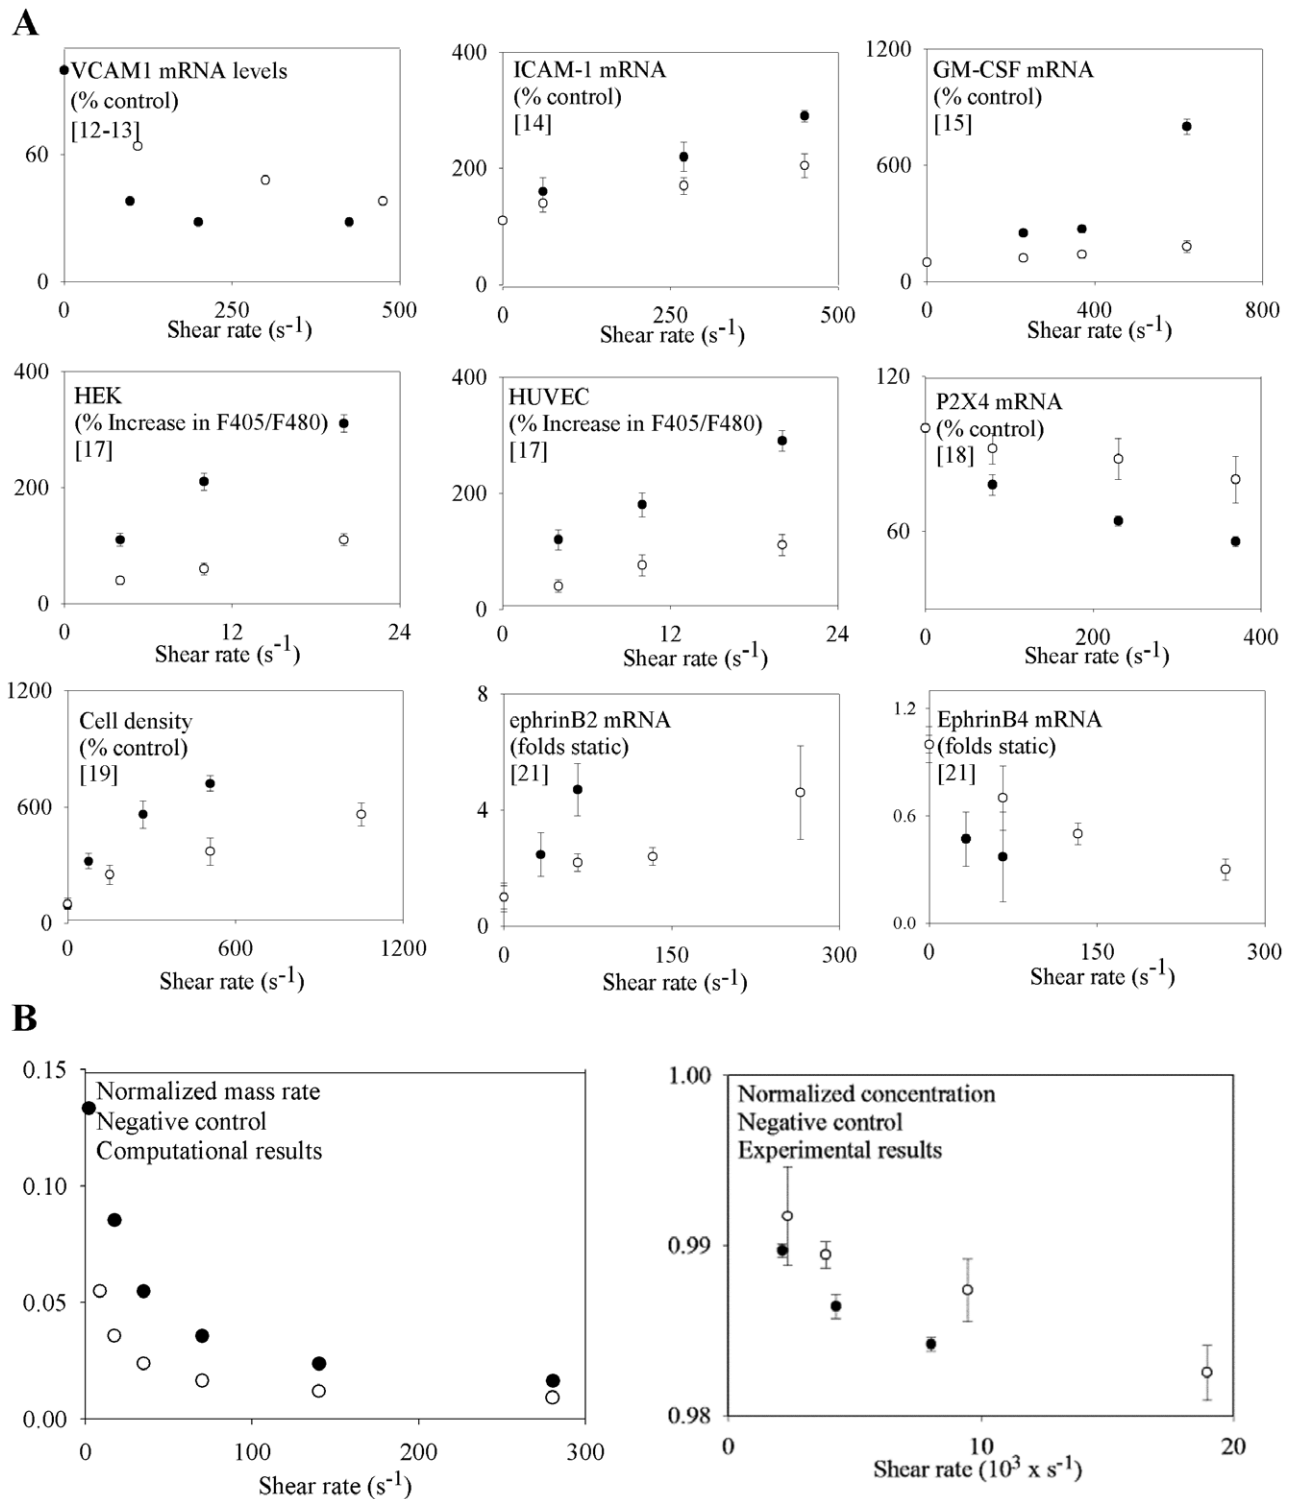 A
VCAM1 mRNA levels
(% control)
[12-13]
60
0
0
250
500
Shear rate (s-1)
400
ICAM-1 mRNA
(% control)
[14]
200
0
0
250
500
Shear rate (s-1)
1200
GM-CSF mRNA
(% control)
[15]
600
0
0
400
800
Shear rate (s-1)
400
HEK
(% Increase in F405/F480)
[17]
200
0
0
12
24
Shear rate (s-1)
400
HUVEC
(% Increase in F405/F480)
[17]
200
0
0
12
24
Shear rate (s-1)
120
P2X4 mRNA
(% control)
[18]
60
0
200
400
Shear rate (s-1)
1200
Cell density
(% control)
[19]
600
0
0
600
1200
Shear rate (s-1)
8
ephrinB2 mRNA
(folds static)
[21]
4
0
0
150
300
Shear rate (s-1)
1.2
EphrinB4 mRNA
(folds static)
[21]
0.6
0.0
0
150
300
Shear rate (s-1)
B
0.15
Normalized mass rate
Negative control
Computational results
0.10
0.05
0.00
0
100
200
300
Shear rate (s-1)
1.00
Normalized concentration
Negative control
Experimental results
0.99
0.98
0
10
20
Shear rate (103 x s-1)